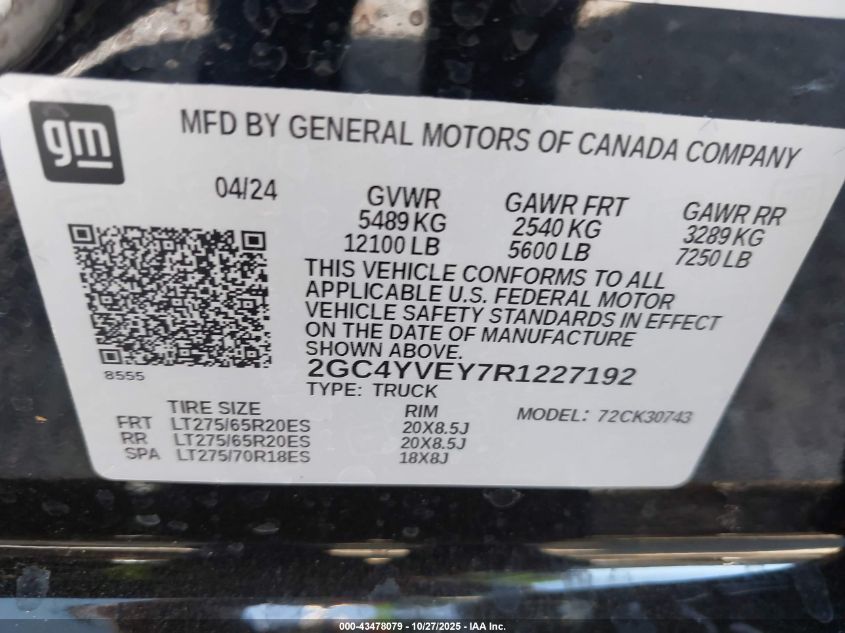 gm
MFD BY GENERAL MOTORS OF CANADA COMPANY
04/24
GVWR GAWR FRT GAWR RR
5489 KG 2540 KG 3289 KG
12100 LB 5600 LB 7250 LB
THIS VEHICLE CONFORMS TO ALL
APPLICABLE U.S. FEDERAL MOTOR
VEHICLE SAFETY STANDARDS IN EFFECT
ON THE DATE OF MANUFACTURE
SHOWN ABOVE.
8555
2GC4YVEY7R1227192
TYPE: TRUCK
TIRE SIZE RIM MODEL: 72CK30743
FRT LT275/65R20ES 20X8.5J
RR LT275/65R20ES 20X8.5J
SPA LT275/70R18ES 18X8J
000-43478079 - 10/27/2025 - IAA Inc.